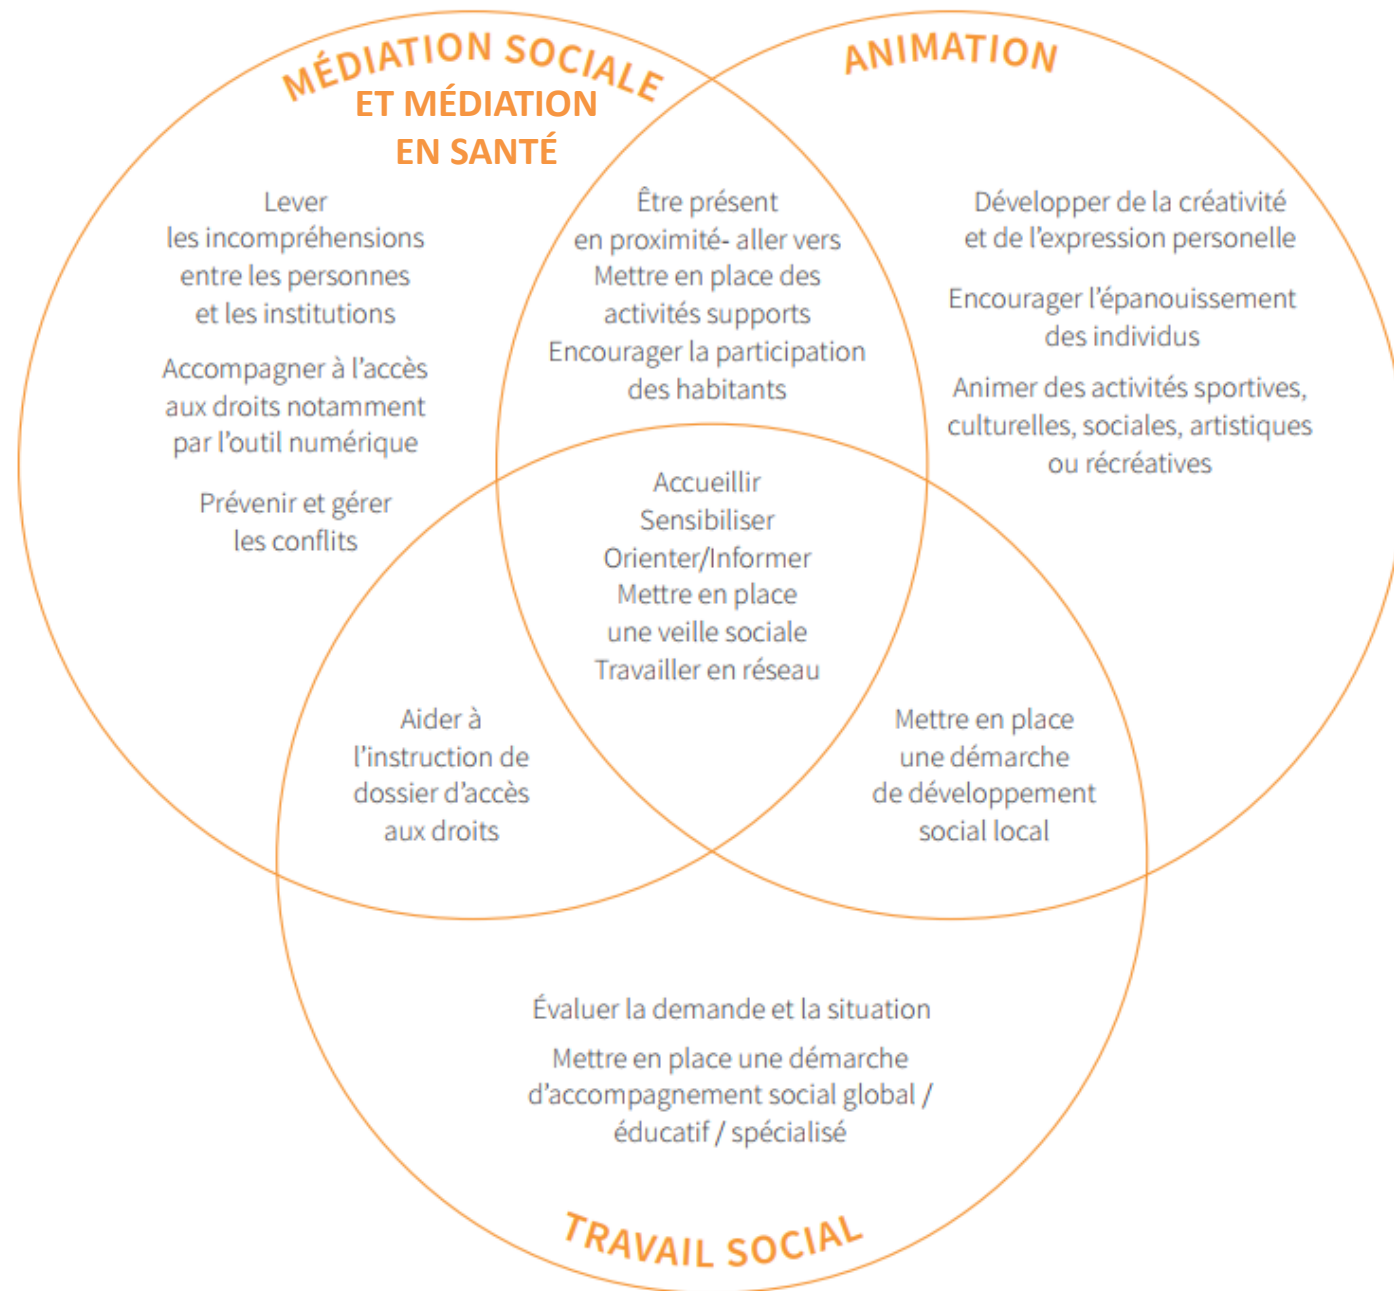 MÉDIATION SOCIALE
ET MÉDIATION
EN SANTÉ
ANIMATION
Lever
les incompréhensions
entre les personnes
et les institutions
Accompagner à l’accès
aux droits notamment
par l’outil numérique
Prévenir et gérer
les conflits
Être présent
en proximité- aller vers
Mettre en place des
activités supports
Encourager la participation
des habitants
Développer de la créativité
et de l’expression personelle
Encourager l’épanouissement
des individus
Animer des activités sportives,
culturelles, sociales, artistiques
ou récréatives
Accueillir
Sensibiliser
Orienter/Informer
Mettre en place
une veille sociale
Travailler en réseau
Aider à
l’instruction de
dossier d’accès
aux droits
Mettre en place
une démarche
de développement
social local
Évaluer la demande et la situation
Mettre en place une démarche
d’accompagnement social global /
éducatif / spécialisé
TRAVAIL SOCIAL